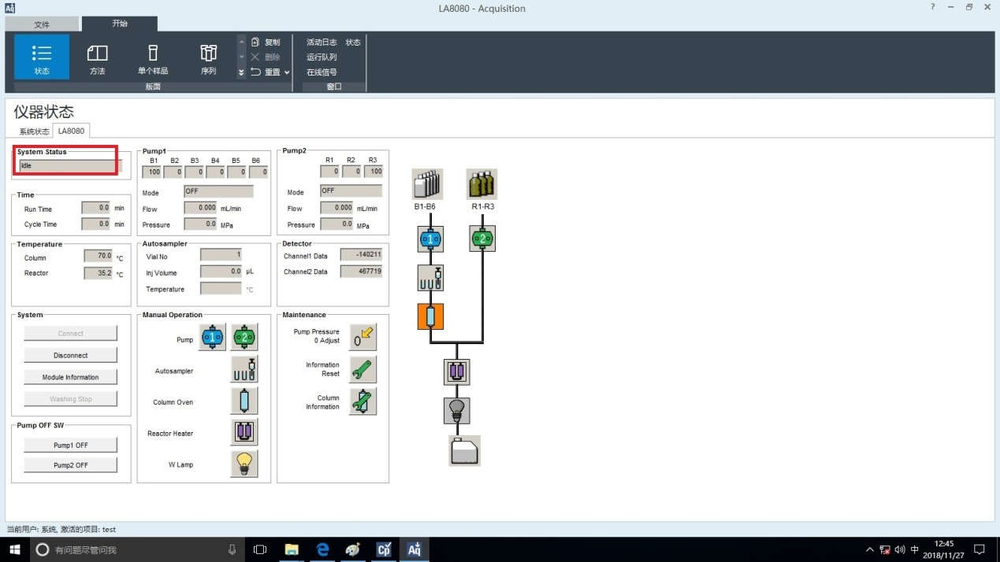 LA8080 - Acquisition
文件
开始
状态
方法
单个样品
序列
复制
删除
重置
版面
活动日志 状态
运行队列
在线信号
窗口
仪器状态
系统状态 LA8080
System Status
Idle
Time
Run Time 0.0 min
Cycle Time 0.0 min
Temperature
Column 70.0 °C
Reactor 35.2 °C
System
Connect
Disconnect
Module Information
Washing Stop
Pump OFF SW
Pump1 OFF
Pump2 OFF
Pump1
B1 B2 B3 B4 B5 B6
100 0 0 0 0 0
Mode OFF
Flow 0.000 mL/min
Pressure 0.0 MPa
Autosampler
Vial No 1
Inj Volume 0.0 µL
Temperature °C
Manual Operation
Pump 1 2
Autosampler
Column Oven
Reactor Heater
W Lamp
Pump2
R1 R2 R3
0 0 100
Mode OFF
Flow 0.000 mL/min
Pressure 0.0 MPa
Detector
Channel1 Data -140211
Channel2 Data 467719
Maintenance
Pump Pressure
0 Adjust
0
Information
Reset
Column
Information
B1-B6 R1-R3
1 2
当前用户: 系统, 激活的项目: test
有问题尽管问我
Cp
Aq
中
12:45
2018/11/27